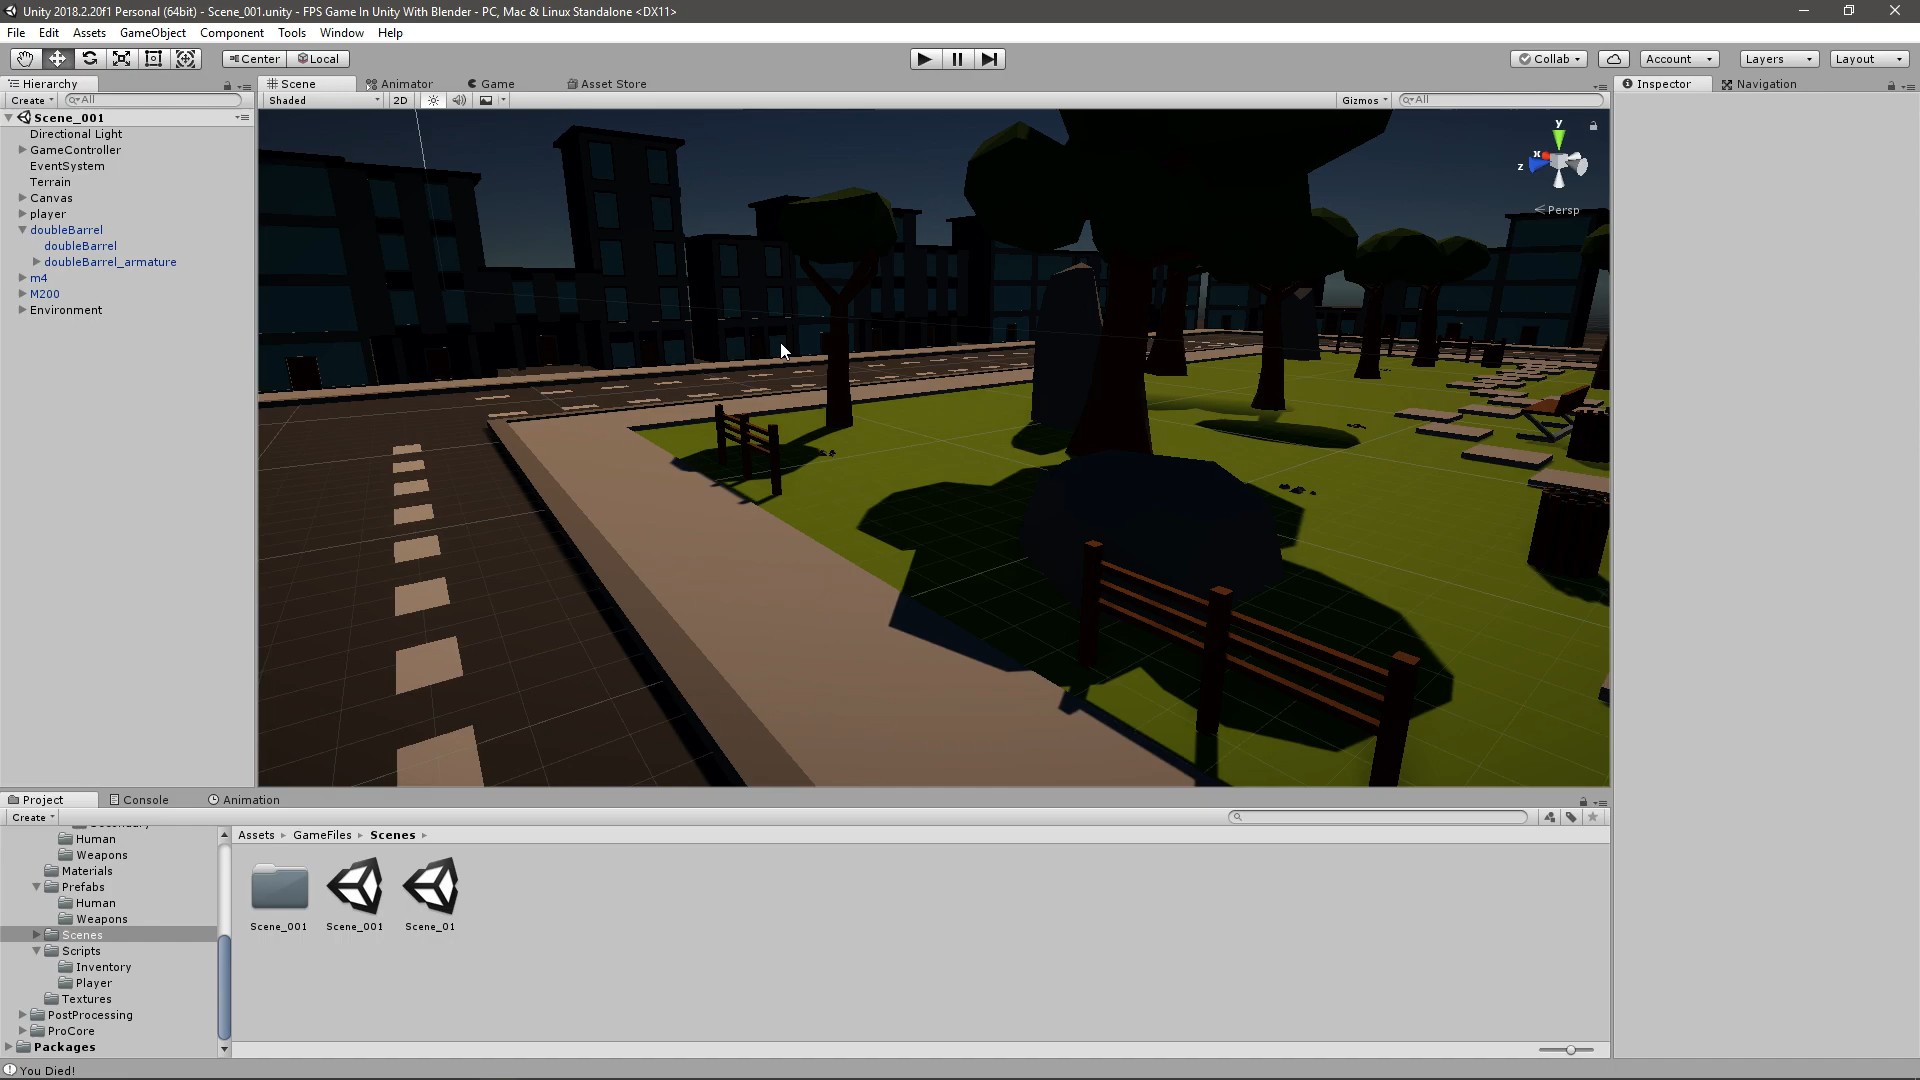 Unity 2018.2.20f1 Personal (64bit) - Scene_001.unity - FPS Game In Unity With Blender - PC, Mac & Linux Standalone <DX11>
File Edit Assets GameObject Component Tools Window Help
Center Local Collab Account Layers Layout
Hierarchy Scene Animator Game Asset Store Inspector Navigation
Create All Shaded 2D Gizmos All
Scene_001
Directional Light
GameController
EventSystem
Terrain
Canvas
player
doubleBarrel
doubleBarrel
doubleBarrel_armature
m4
M200
Environment
y
x
z
Persp
Project Console Animation
Create
Assets GameFiles Scenes
Human
Weapons
Materials
Prefabs
Human
Weapons
Scenes
Scripts
Inventory
Player
Textures
PostProcessing
ProCore
Packages
Scene_001 Scene_001 Scene_01
You Died!